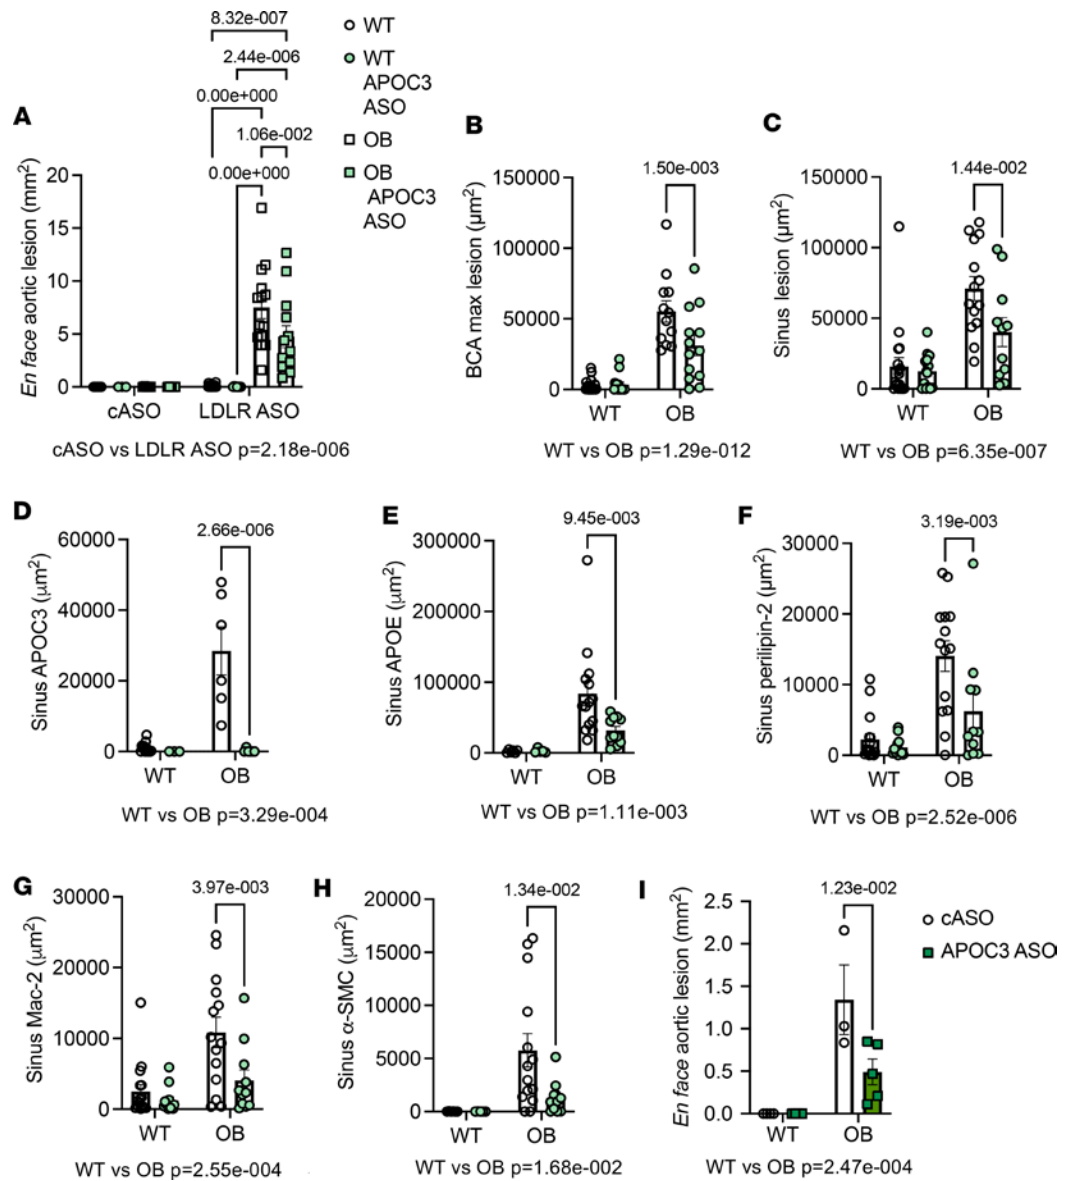 8.32e-007
2.44e-006
0.00e+000
1.06e-002
0.00e+000
WT
WT
APOC3
ASO
OB
OB
APOC3
ASO
A
En face aortic lesion (mm²)
20
15
10
5
0
cASO
LDLR ASO
cASO vs LDLR ASO p=2.18e-006
B
1.50e-003
BCA max lesion (µm²)
150000
100000
50000
0
WT
OB
WT vs OB p=1.29e-012
C
1.44e-002
Sinus lesion (µm²)
150000
100000
50000
0
WT
OB
WT vs OB p=6.35e-007
D
2.66e-006
Sinus APOC3 (µm²)
60000
40000
20000
0
WT
OB
WT vs OB p=3.29e-004
E
9.45e-003
Sinus APOE (µm²)
300000
200000
100000
0
WT
OB
WT vs OB p=1.11e-003
F
3.19e-003
Sinus perilipin-2 (µm²)
30000
20000
10000
0
WT
OB
WT vs OB p=2.52e-006
G
3.97e-003
Sinus Mac-2 (µm²)
30000
20000
10000
0
WT
OB
WT vs OB p=2.55e-004
H
1.34e-002
Sinus α-SMC (µm²)
20000
15000
10000
5000
0
WT
OB
WT vs OB p=1.68e-002
I
1.23e-002
En face aortic lesion (mm²)
2.5
2.0
1.5
1.0
0.5
0.0
WT
OB
WT vs OB p=2.47e-004
cASO
APOC3 ASO